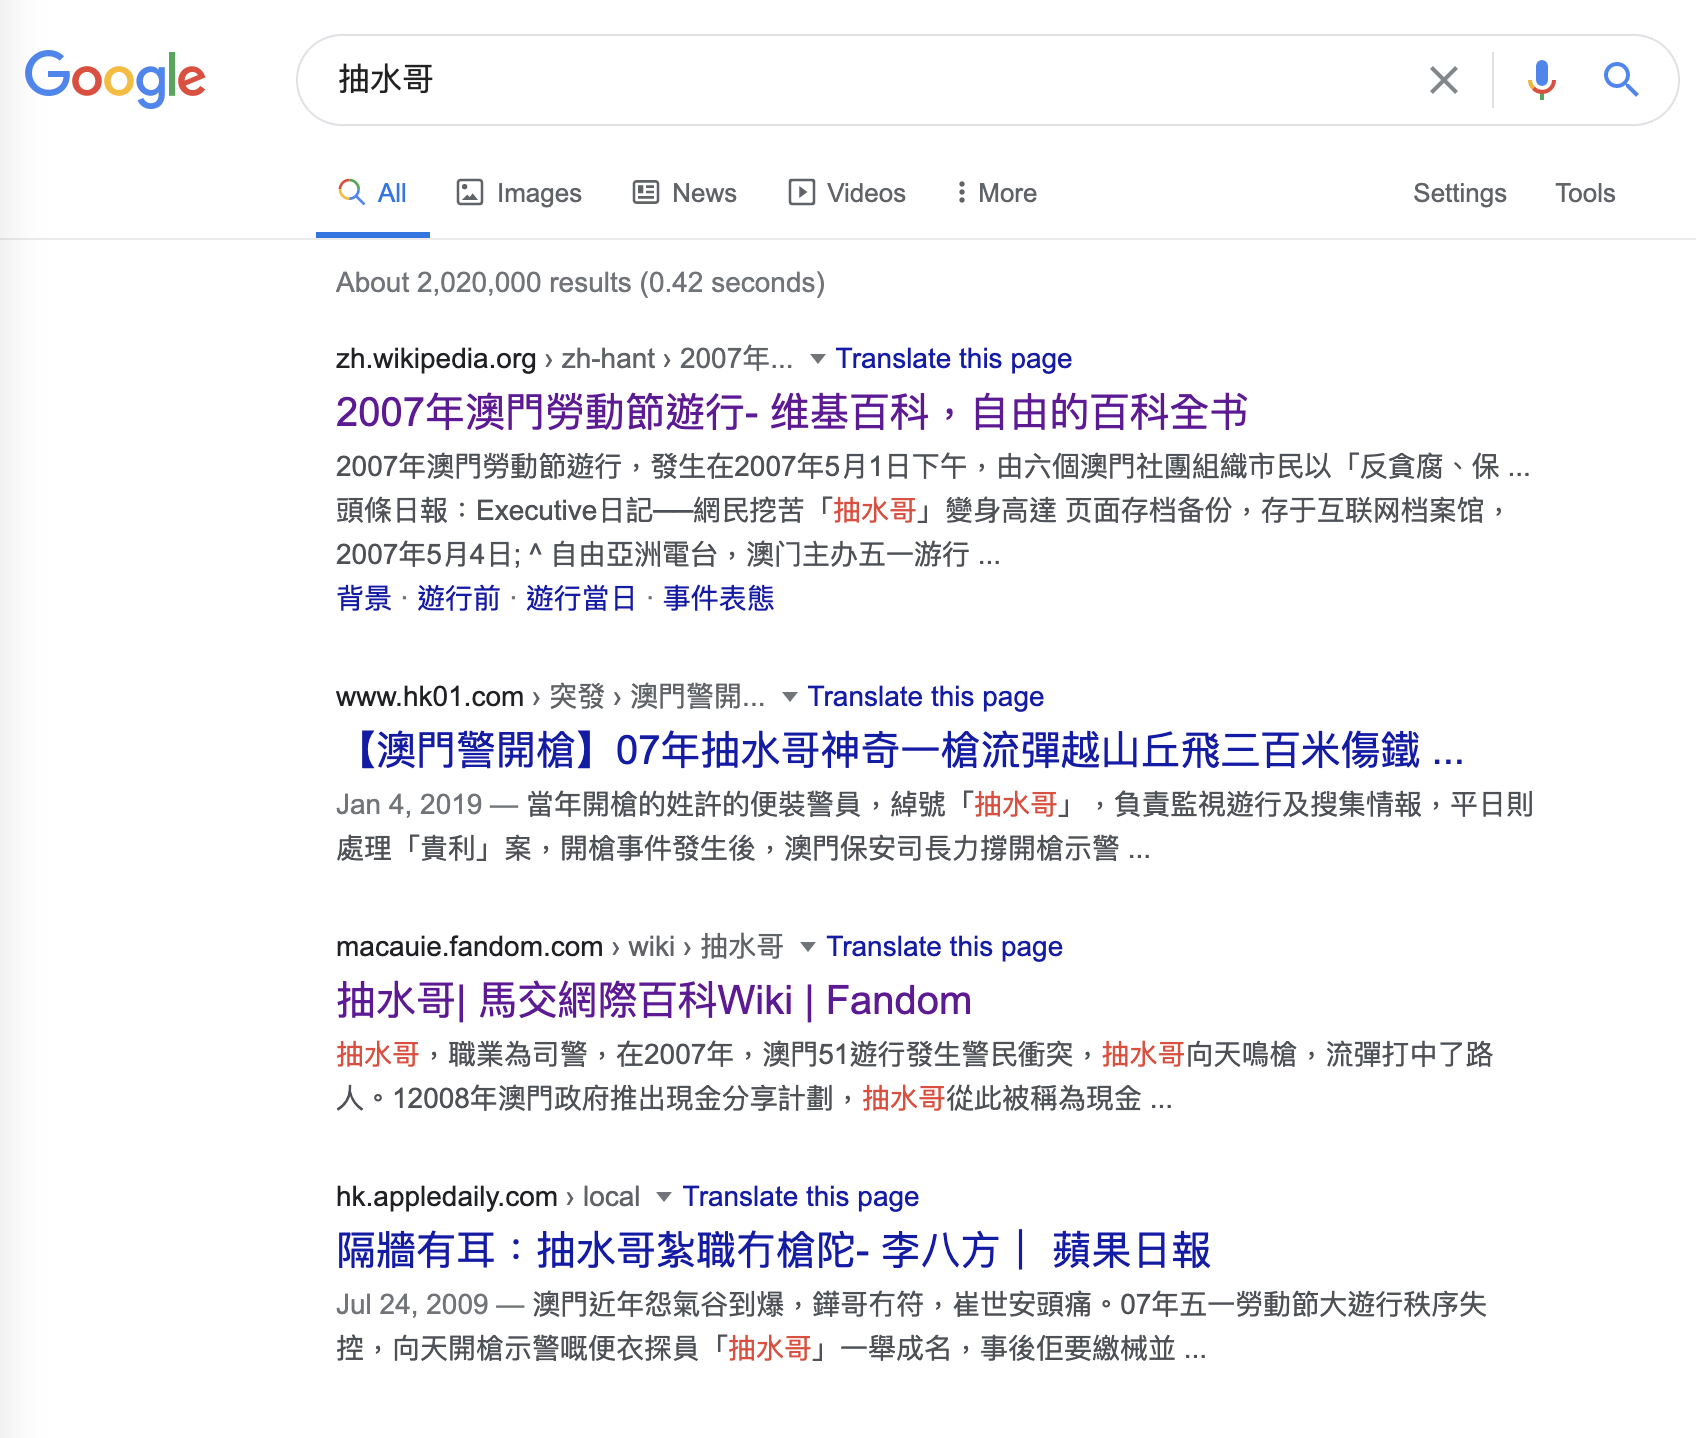 Google
抽水哥
All Images News Videos More Settings Tools
About 2,020,000 results (0.42 seconds)
zh.wikipedia.org › zh-hant › 2007年... Translate this page
2007年澳門勞動節遊行- 维基百科，自由的百科全书
2007年澳門勞動節遊行，發生在2007年5月1日下午，由六個澳門社團組織市民以「反貪腐、保 ...
頭條日報：Executive日記──網民挖苦「抽水哥」變身高達 页面存档备份，存于互联网档案馆，
2007年5月4日; ^ 自由亞洲電台，澳门主办五一游行 ...
背景 · 遊行前 · 遊行當日 · 事件表態
www.hk01.com › 突發 › 澳門警開... Translate this page
【澳門警開槍】07年抽水哥神奇一槍流彈越山丘飛三百米傷鐵 ...
Jan 4, 2019 — 當年開槍的姓許的便裝警員，綽號「抽水哥」，負責監視遊行及搜集情報，平日則
處理「貴利」案，開槍事件發生後，澳門保安司長力撐開槍示警 ...
macauie.fandom.com › wiki › 抽水哥 Translate this page
抽水哥| 馬交網際百科Wiki | Fandom
抽水哥，職業為司警，在2007年，澳門51遊行發生警民衝突，抽水哥向天鳴槍，流彈打中了路
人。12008年澳門政府推出現金分享計劃，抽水哥從此被稱為現金 ...
hk.appledaily.com › local Translate this page
隔牆有耳：抽水哥紮職冇槍陀- 李八方｜ 蘋果日報
Jul 24, 2009 — 澳門近年怨氣谷到爆，鏵哥冇符，崔世安頭痛。07年五一勞動節大遊行秩序失
控，向天開槍示警嘅便衣探員「抽水哥」一舉成名，事後佢要繳械並 ...